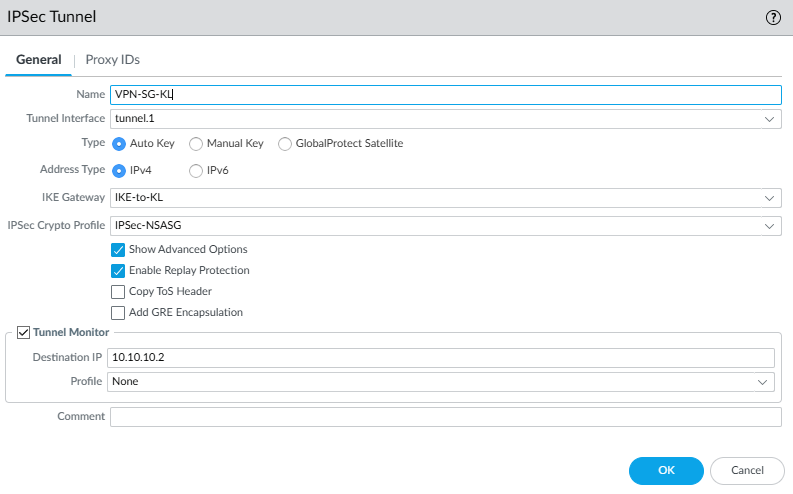 IPSec Tunnel
General Proxy IDs
Name VPN-SG-KL
Tunnel Interface tunnel.1
Type Auto Key Manual Key GlobalProtect Satellite
Address Type IPv4 IPv6
IKE Gateway IKE-to-KL
IPSec Crypto Profile IPSec-NSASG
Show Advanced Options
Enable Replay Protection
Copy ToS Header
Add GRE Encapsulation
Tunnel Monitor
Destination IP 10.10.10.2
Profile None
Comment
OK Cancel